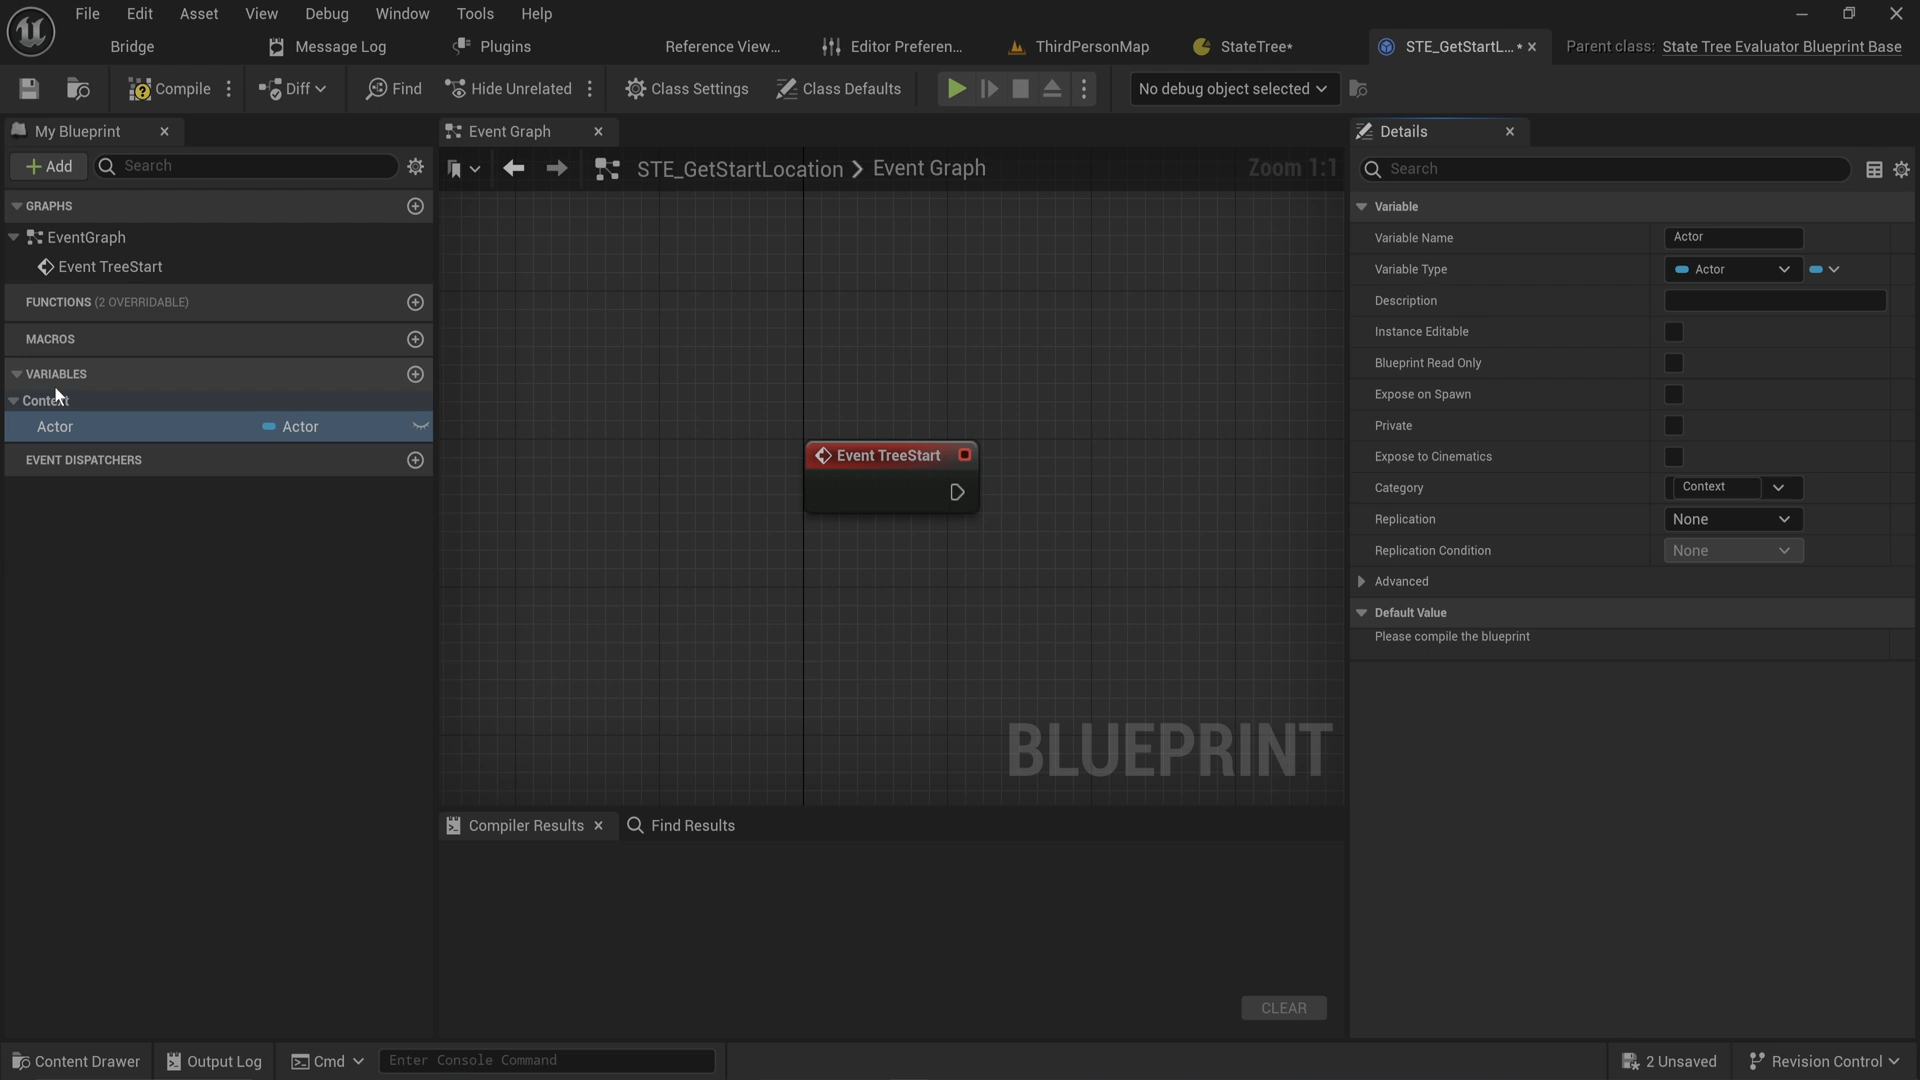 File Edit Asset View Debug Window Tools Help
Bridge Message Log Plugins Reference View... Editor Preferen... ThirdPersonMap StateTree* STE_GetStartL...* Parent class: State Tree Evaluator Blueprint Base
Compile Diff Find Hide Unrelated Class Settings Class Defaults No debug object selected
My Blueprint
Add Search
GRAPHS
EventGraph
Event TreeStart
FUNCTIONS (2 OVERRIDABLE)
MACROS
VARIABLES
Context
Actor Actor
EVENT DISPATCHERS
Event Graph
STE_GetStartLocation > Event Graph Zoom 1:1
Event TreeStart
BLUEPRINT
Compiler Results Find Results
CLEAR
Details
Search
Variable
Variable Name Actor
Variable Type Actor
Description
Instance Editable
Blueprint Read Only
Expose on Spawn
Private
Expose to Cinematics
Category Context
Replication None
Replication Condition None
Advanced
Default Value
Please compile the blueprint
Content Drawer Output Log Cmd Enter Console Command 2 Unsaved Revision Control